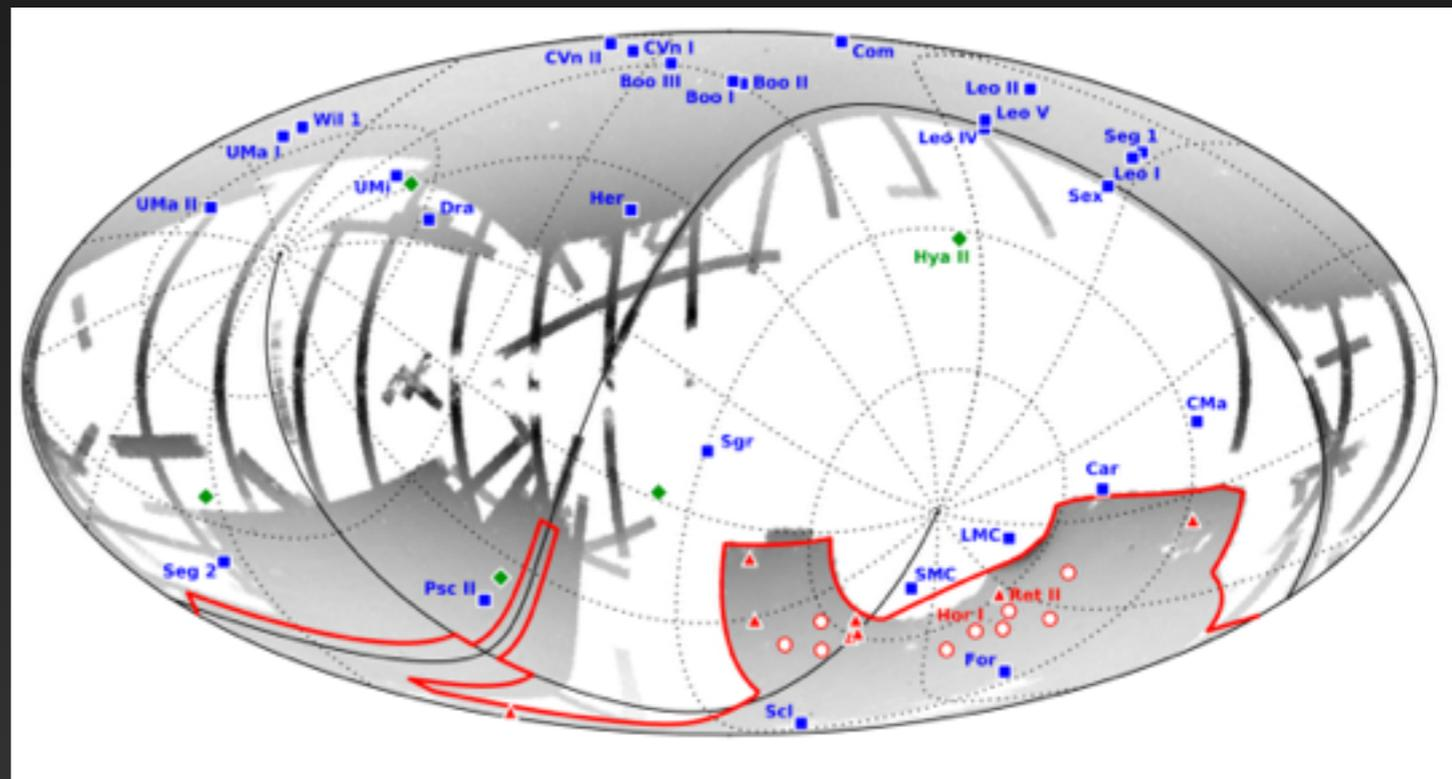 CVn II
CVn I
Com
Boo III
Boo I
Boo II
Leo II
Wil 1
Leo V
UMa I
Leo IV
Seg 1
Leo I
UMi
UMa II
Dra
Her
Sex
Hya II
CMa
Sgr
Car
LMC
Seg 2
Psc II
SMC
Ret II
Hor I
For
Scl